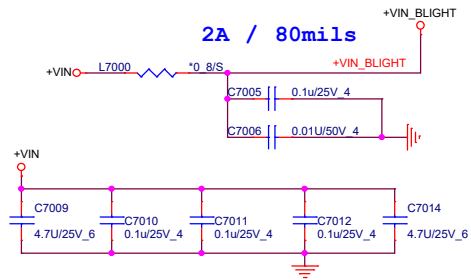 +VIN_BLIGHT
2A / 80mils
+VIN L7000 *0_8/S +VIN_BLIGHT
C7005 0.1u/25V_4
C7006 0.01U/50V_4
+VIN
C7009 C7010 C7011 C7012 C7014
4.7U/25V_6 0.1u/25V_4 0.1u/25V_4 0.1u/25V_4 4.7U/25V_6